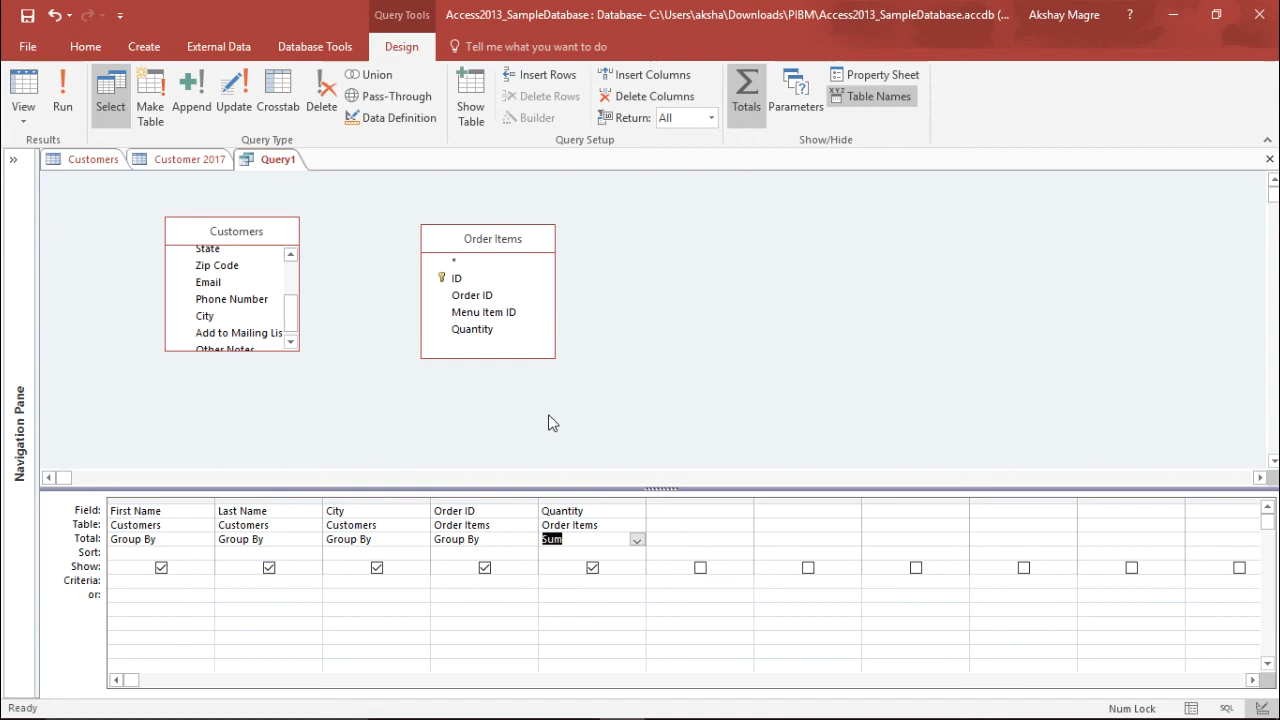 Query Tools
Access2013_SampleDatabase : Database- C:\Users\aksha\Downloads\PIBM\Access2013_SampleDatabase.accdb (...
Akshay Magre
?
File Home Create External Data Database Tools Design Tell me what you want to do
View
Run
Results
Select
Make Table
Append
Update
Crosstab
Delete
Union
Pass-Through
Data Definition
Query Type
Show Table
Insert Rows
Delete Rows
Builder
Insert Columns
Delete Columns
Return: All
Query Setup
Totals
Parameters
Property Sheet
XYZ Table Names
Show/Hide
Customers Customer 2017 Query1
Navigation Pane
Customers
State
Zip Code
Email
Phone Number
City
Add to Mailing Lis
Other Notes
Order Items
*
ID
Order ID
Menu Item ID
Quantity
Field: First Name Last Name City Order ID Quantity
Table: Customers Customers Customers Order Items Order Items
Total: Group By Group By Group By Group By Sum
Sort:
Show:
Criteria:
or:
Ready
Num Lock
SQL